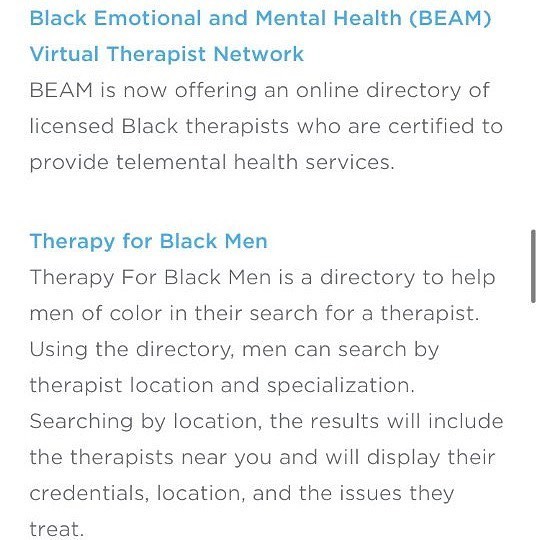 Black Emotional and Mental Health (BEAM)
Virtual Therapist Network
BEAM is now offering an online directory of
licensed Black therapists who are certified to
provide telemental health services.
Therapy for Black Men
Therapy For Black Men is a directory to help
men of color in their search for a therapist.
Using the directory, men can search by
therapist location and specialization.
Searching by location, the results will include
the therapists near you and will display their
credentials, location, and the issues they
treat.